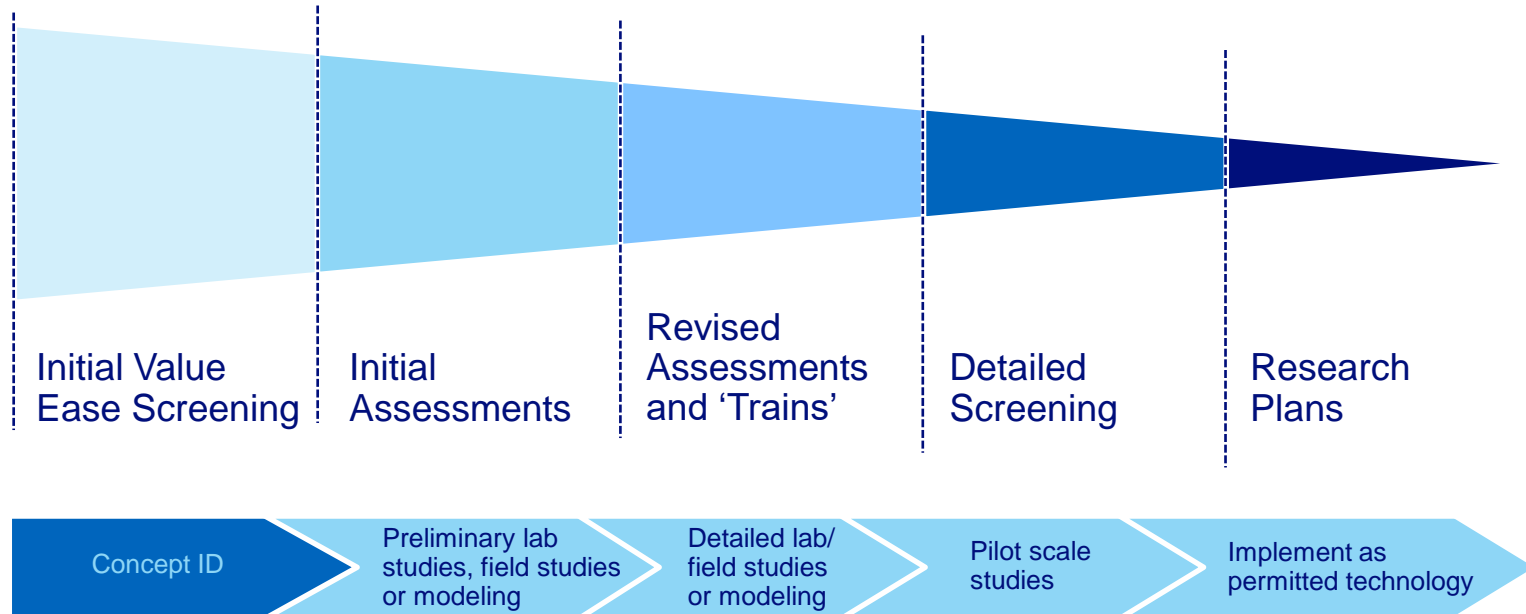 Initial Value
Ease Screening
Initial
Assessments
Revised
Assessments
and ‘Trains’
Detailed
Screening
Research
Plans
Concept ID
Preliminary lab
studies, field studies
or modeling
Detailed lab/
field studies
or modeling
Pilot scale
studies
Implement as
permitted technology